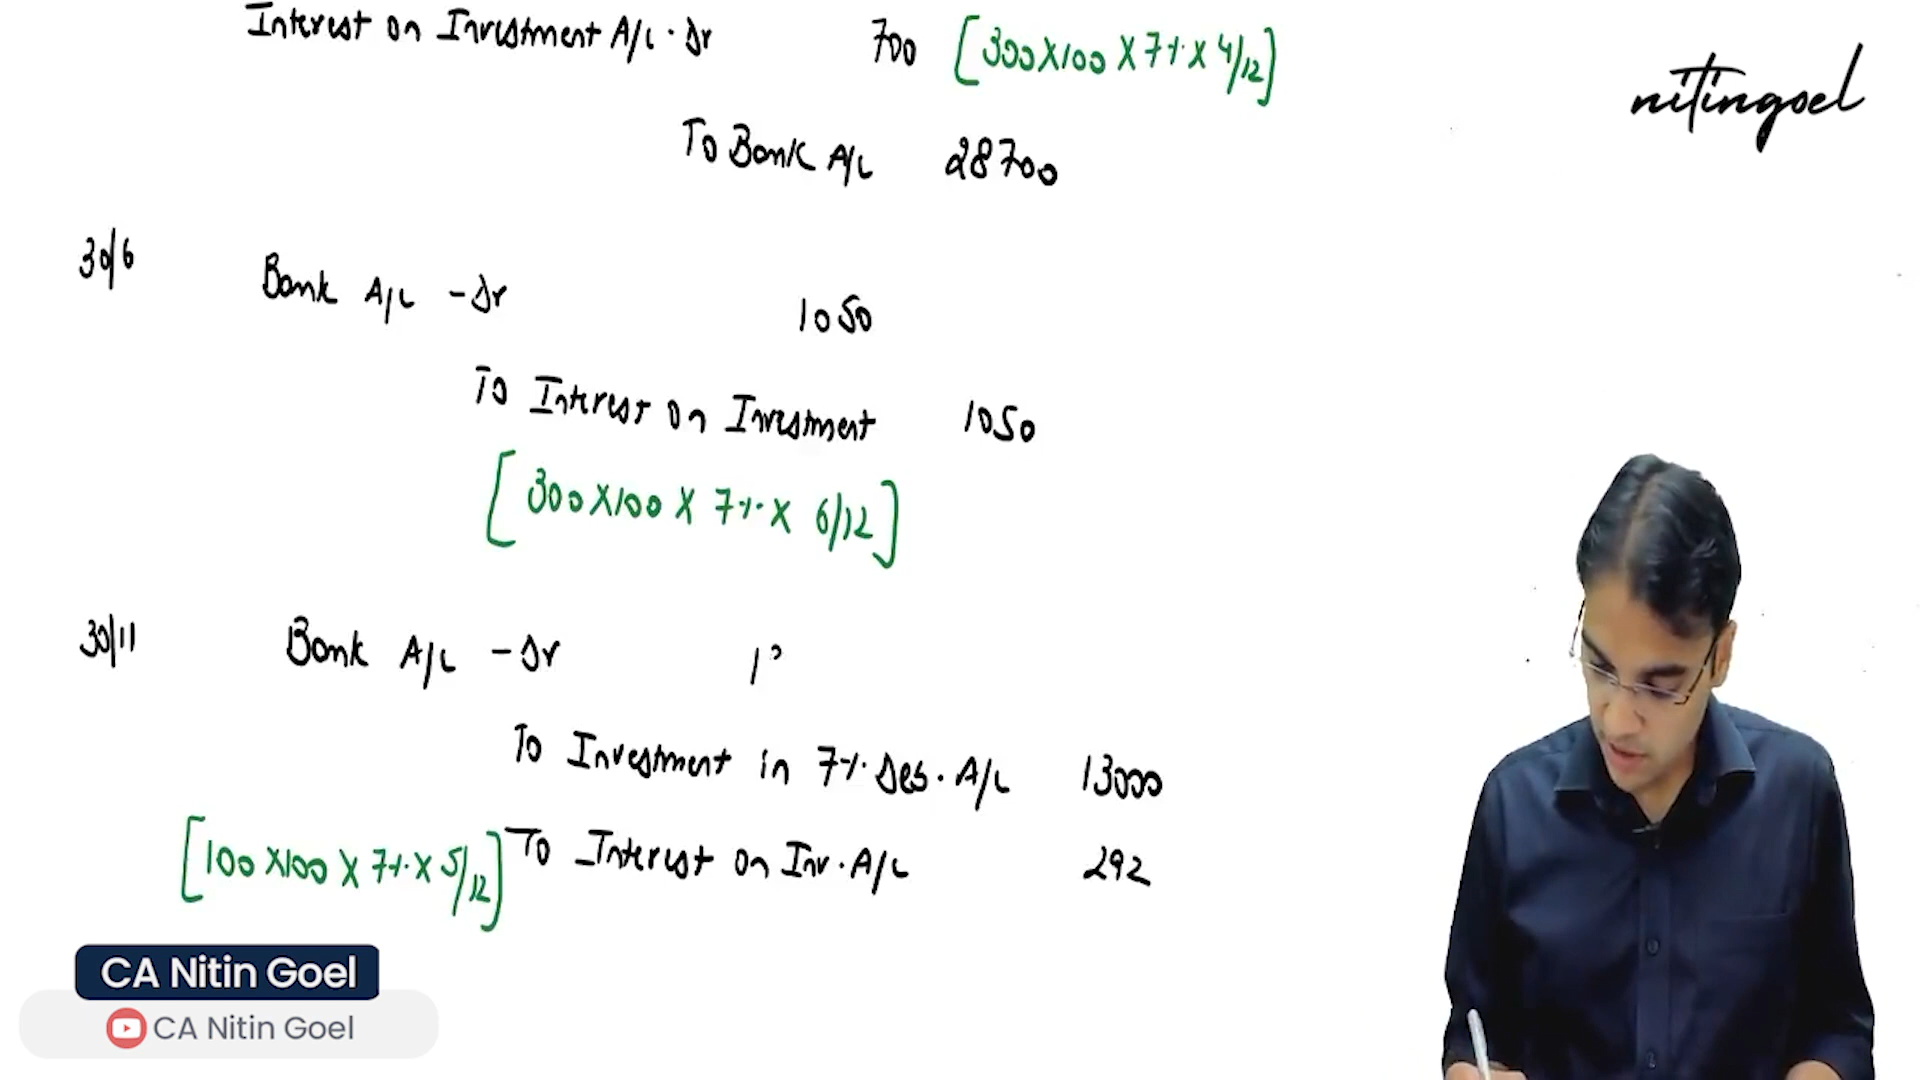 Interest on Investment A/c. Dr 700 [300X100 X 7% X 4/12]
nitingoel
To Bank A/c 28700
30/6 Bank A/c - Dr 1050
To Interest on Investment 1050
[300X100 X 7% X 6/12]
30/11 Bank A/c - Dr
To Investment in 7% Deb. A/c 13000
[100 X100 X 7% X 5/12] To Interest on Inv. A/c 292
CA Nitin Goel
CA Nitin Goel